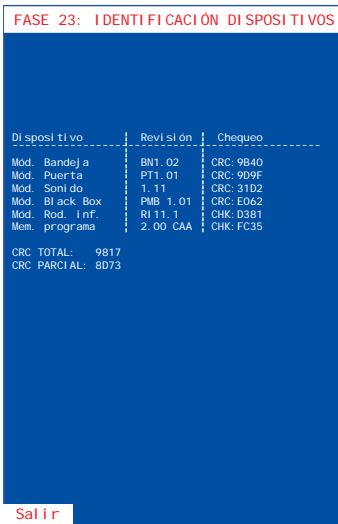 FASE 23: IDENTIFICACIÓN DISPOSITIVOS
Dispositivo Revisión Chequeo
Mód. Bandeja BN1.02 CRC:9B40
Mód. Puerta PT1.01 CRC:9D9F
Mód. Sonido 1.11 CRC:31D2
Mód. Black Box PMB 1.01 CRC:E062
Mód. Rod. inf. RI11.1 CHK:D381
Mem. programa 2.00 CAA CHK:FC35
CRC TOTAL: 9817
CRC PARCIAL: 8D73
Salir